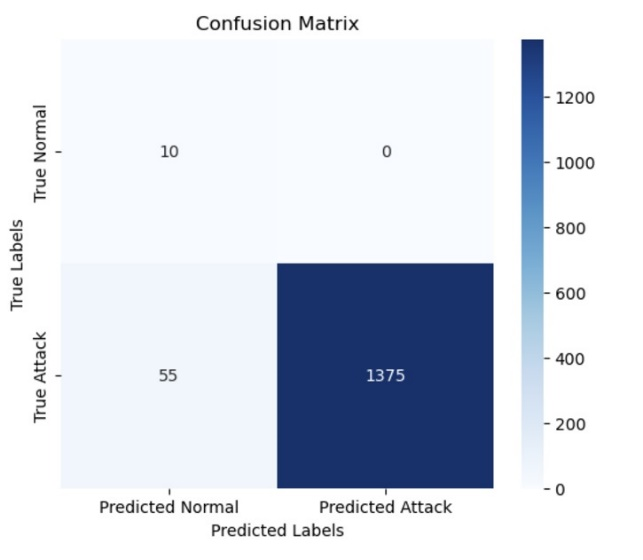 Confusion Matrix
True Labels
True Normal
10
0
True Attack
55
1375
Predicted Normal
Predicted Attack
Predicted Labels
1200
1000
800
600
400
200
0